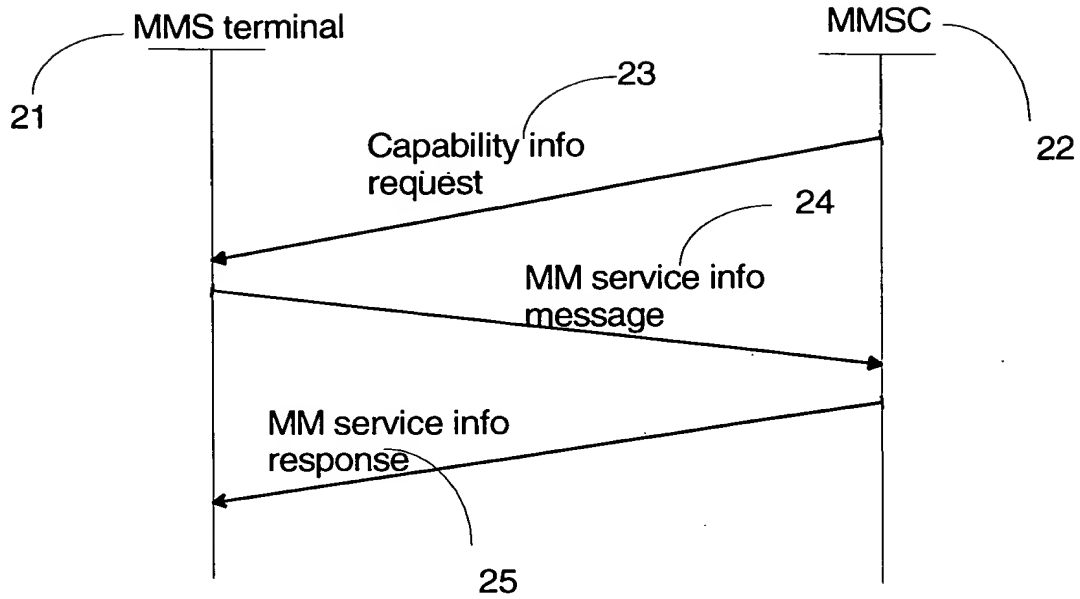 MMS terminal
MMSC
21
23
22
Capability info
request
24
MM service info
message
MM service info
response
25